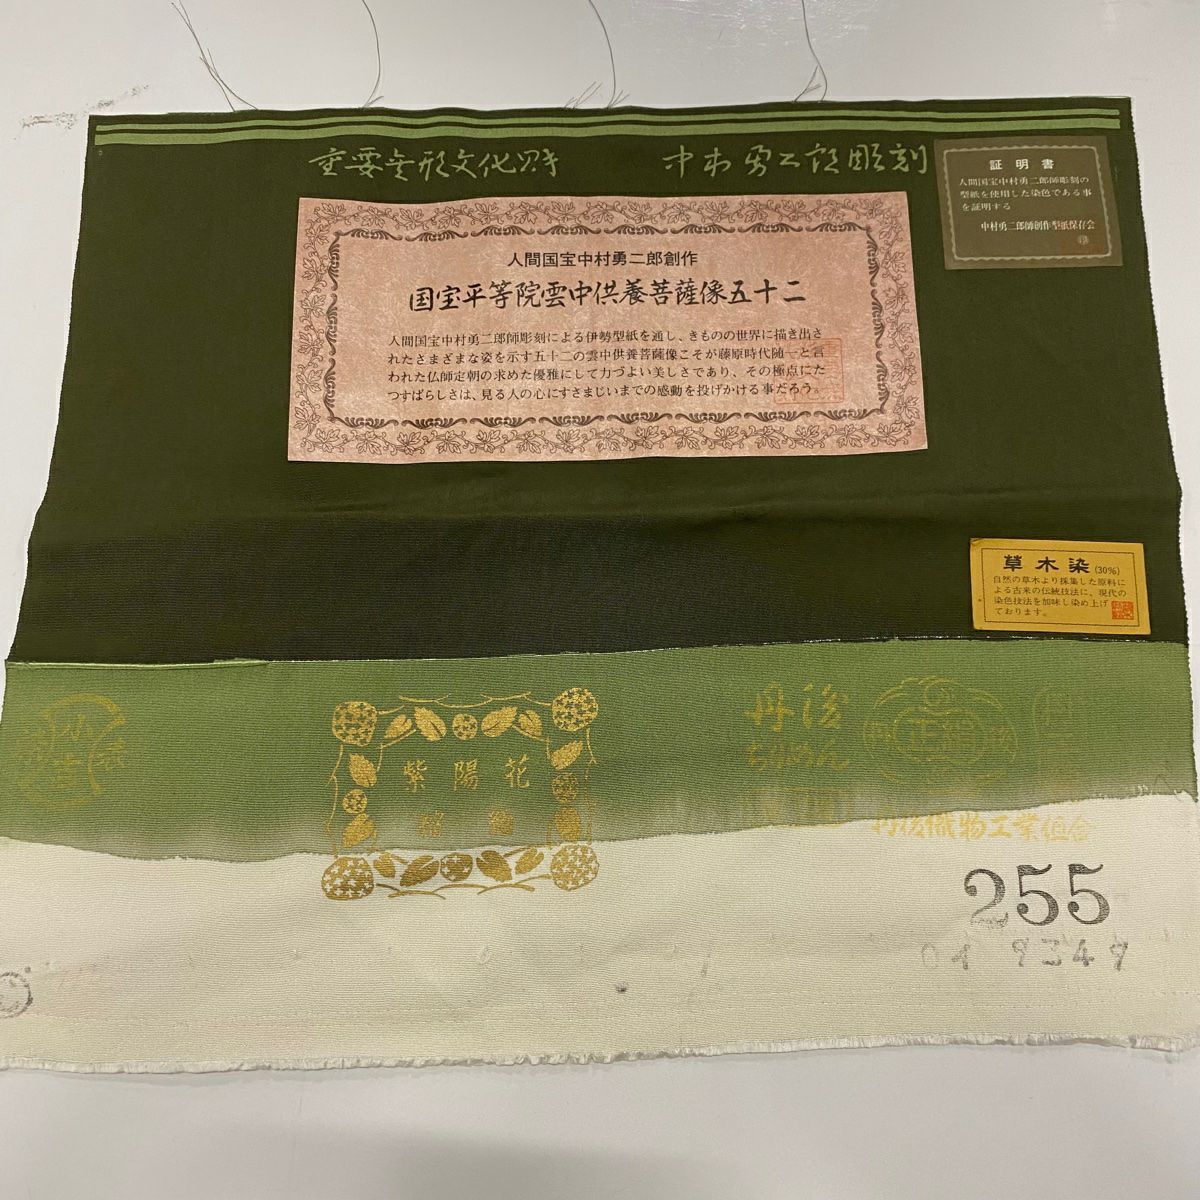 重要無形文化財 中村勇二郎彫刻
証明書
人間国宝中村勇二郎師彫刻の
型紙を使用した染色である事
を証明する
中村勇二郎師創作型紙保存会
人間国宝中村勇二郎創作
国宝平等院雲中供養菩薩像五十二
人間国宝中村勇二郎師彫刻による伊勢型紙を通し、きものの世界に描き出さ
れたさまざまな姿を示す五十二の雲中供養菩薩像こそが藤原時代随一と言
われた仏師定朝の求めた優雅にして力づよい美しさであり、その極点にた
つすばらしさは、見る人の心にすさまじいまでの感動を投げかける事だろう。
草木染(30%)
自然の草木より採集した原料に
よる古来の伝統技法に、現代の
染色技法を加味し染め上げ
ております。
紫陽花
丹後
ちりめん
正絹
丹後織物工業組合
255